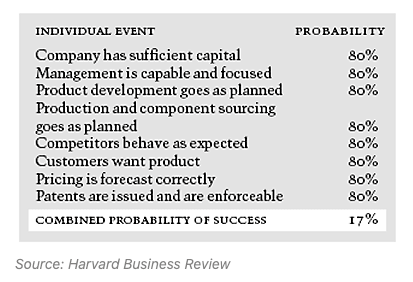 INDIVIDUAL EVENT PROBABILITY
Company has sufficient capital 80%
Management is capable and focused 80%
Product development goes as planned 80%
Production and component sourcing
goes as planned 80%
Competitors behave as expected 80%
Customers want product 80%
Pricing is forecast correctly 80%
Patents are issued and are enforceable 80%
COMBINED PROBABILITY OF SUCCESS 17%
Source: Harvard Business Review